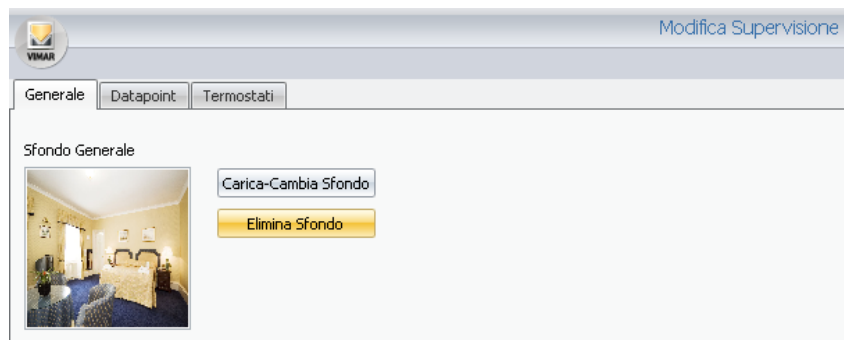 Modifica Supervisione
VIMAR
Generale Datapoint Termostati
Sfondo Generale
Carica-Cambia Sfondo
Elimina Sfondo